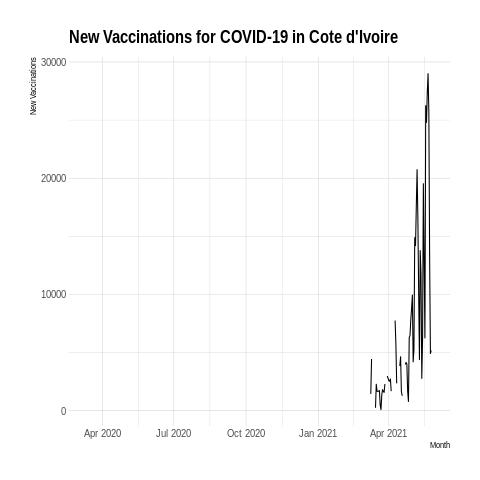 New Vaccinations for COVID-19 in Cote d'Ivoire
New Vaccinations
30000
20000
10000
0
Apr 2020 Jul 2020 Oct 2020 Jan 2021 Apr 2021
Month